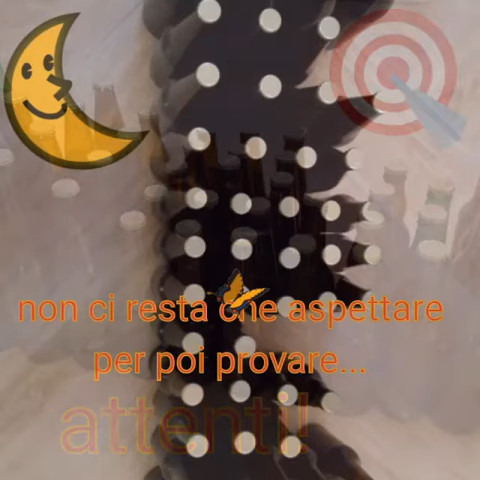 non ci resta che aspettare
per poi provare...
attenti!